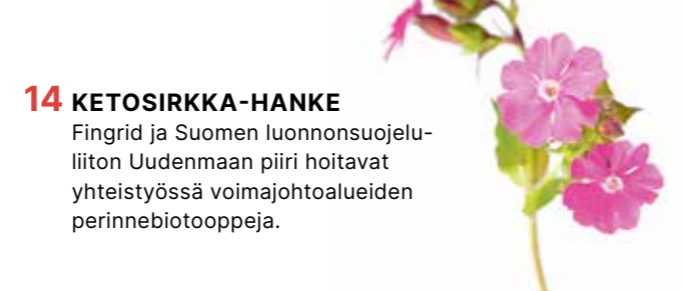 14 KETOSIRKKA-HANKE
Fingrid ja Suomen luonnonsuojelu-
liiton Uudenmaan piiri hoitavat
yhteistyössä voimajohtoalueiden
perinnebiotooppeja.